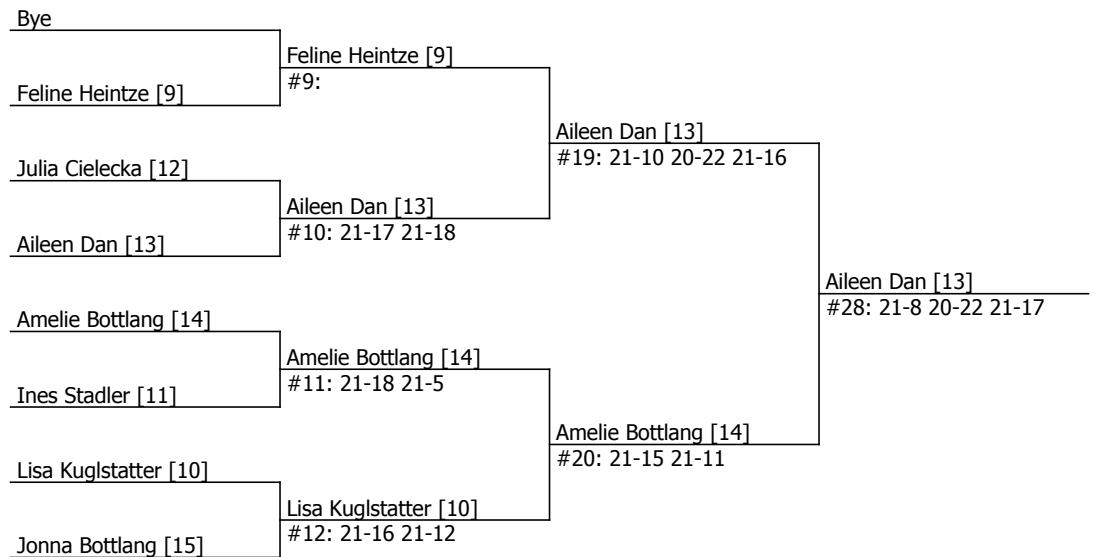 Bye
Feline Heintze [9]
#9:
Feline Heintze [9]
Aileen Dan [13]
#19: 21-10 20-22 21-16
Julia Cielecka [12]
Aileen Dan [13]
#10: 21-17 21-18
Aileen Dan [13]
Aileen Dan [13]
#28: 21-8 20-22 21-17
Amelie Bottlang [14]
Amelie Bottlang [14]
#11: 21-18 21-5
Ines Stadler [11]
Amelie Bottlang [14]
#20: 21-15 21-11
Lisa Kuglstatter [10]
Lisa Kuglstatter [10]
#12: 21-16 21-12
Jonna Bottlang [15]